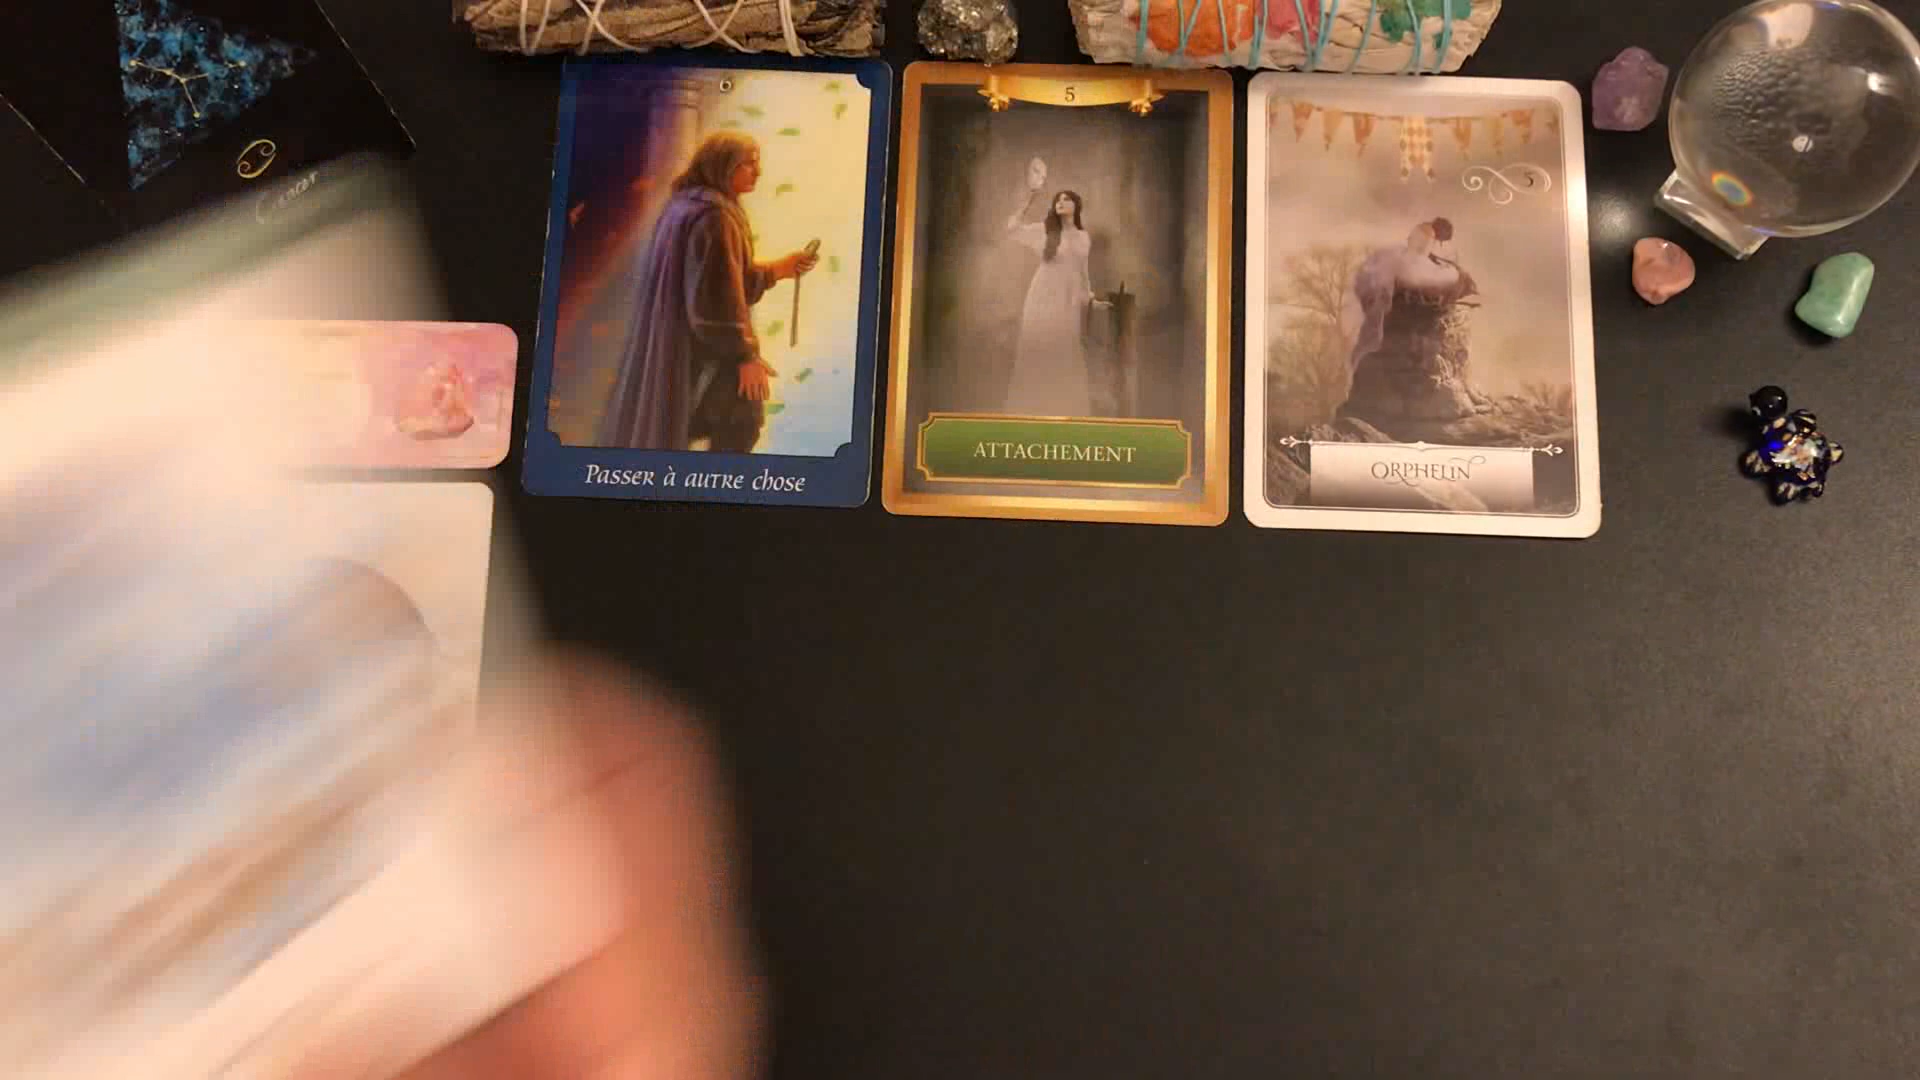 Cancer
6
Passer à autre chose
5
ATTACHEMENT
5
ORPHELIN